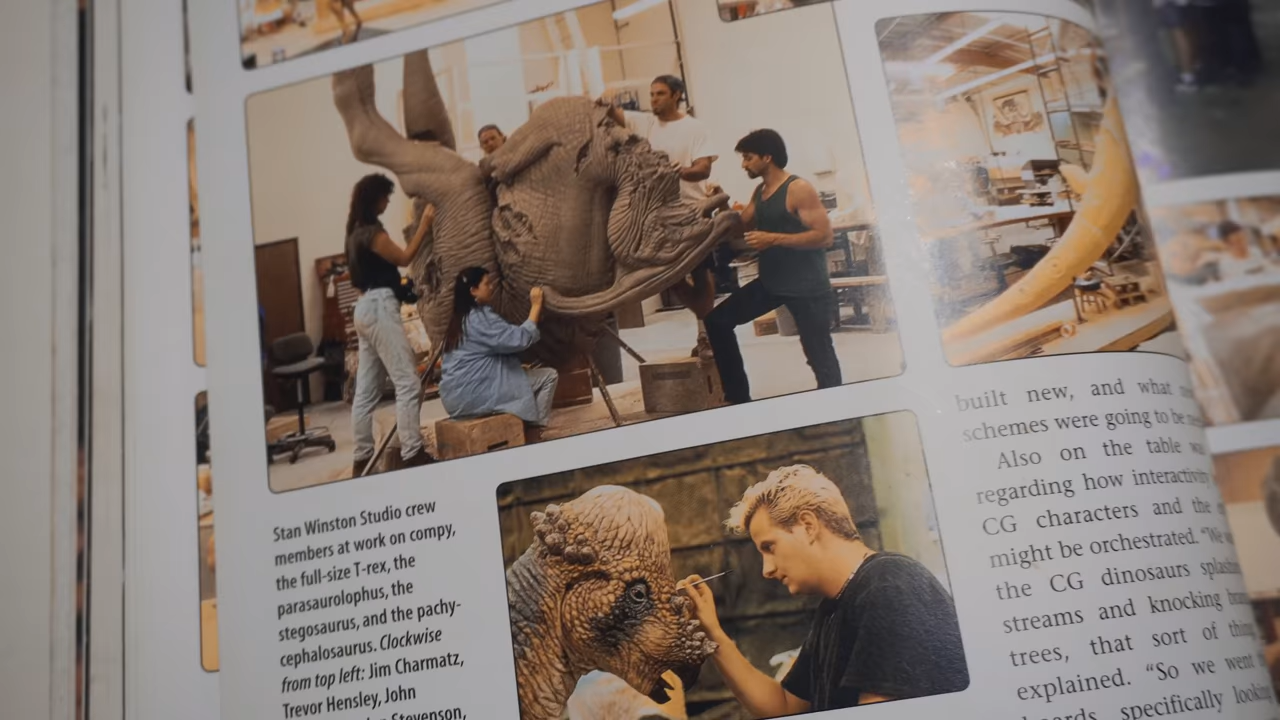 Stan Winston Studio crew
members at work on compy,
the full-size T-rex, the
parasaurolophus, the
stegosaurus, and the pachy-
cephalosaurus. Clockwise
from top left: Jim Charmatz,
Trevor Hensley, John
Stevenson,
built new, and what
schemes were going to be
Also on the table
regarding how interactivity
CG characters and the
might be orchestrated. “We
the CG dinosaurs
streams and knocking
trees, that sort of
explained. “So we went
specifically